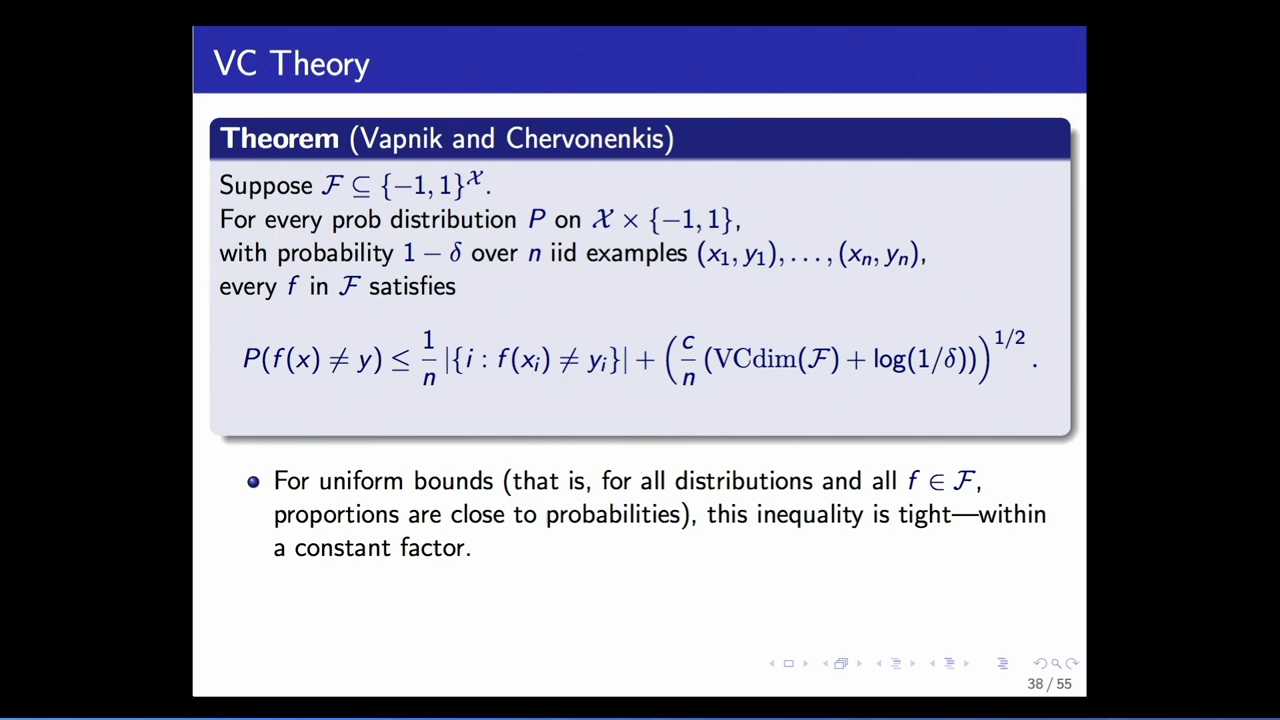 VC Theory
Theorem (Vapnik and Chervonenkis)
Suppose ℱ ⊆ {−1, 1}^𝒳.
For every prob distribution P on 𝒳 × {−1, 1},
with probability 1 − δ over n iid examples (x₁, y₁), . . . , (xₙ, yₙ),
every f in ℱ satisfies
P(f(x) ≠ y) ≤ 1/n |{i : f(xᵢ) ≠ yᵢ}| + (c/n (VCdim(ℱ) + log(1/δ)))^1/2 .
For uniform bounds (that is, for all distributions and all f ∈ ℱ,
proportions are close to probabilities), this inequality is tight—within
a constant factor.
38 / 55